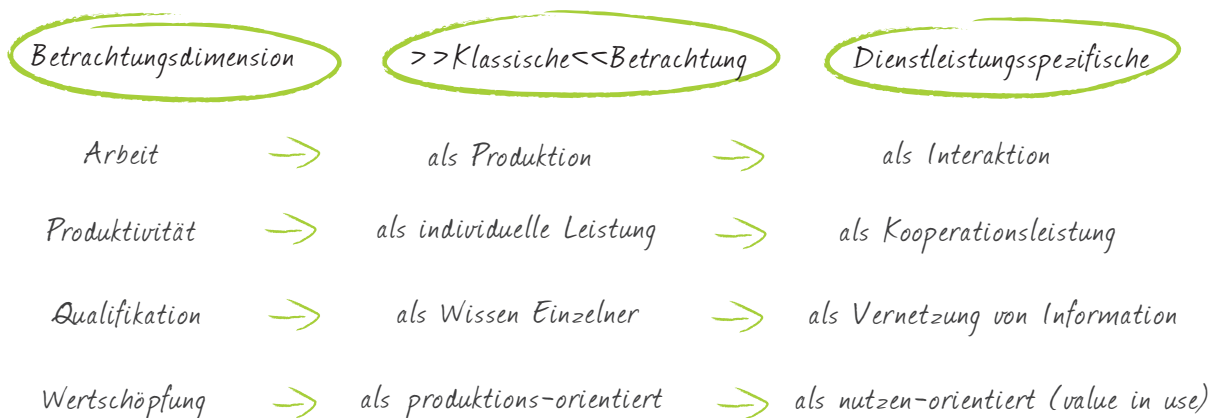 Betrachtungsdimension >>Klassische<<Betrachtung Dienstleistungsspezifische
Arbeit als Produktion als Interaktion
Produktivität als individuelle Leistung als Kooperationsleistung
Qualifikation als Wissen Einzelner als Vernetzung von Information
Wertschöpfung als produktions-orientiert als nutzen-orientiert (value in use)